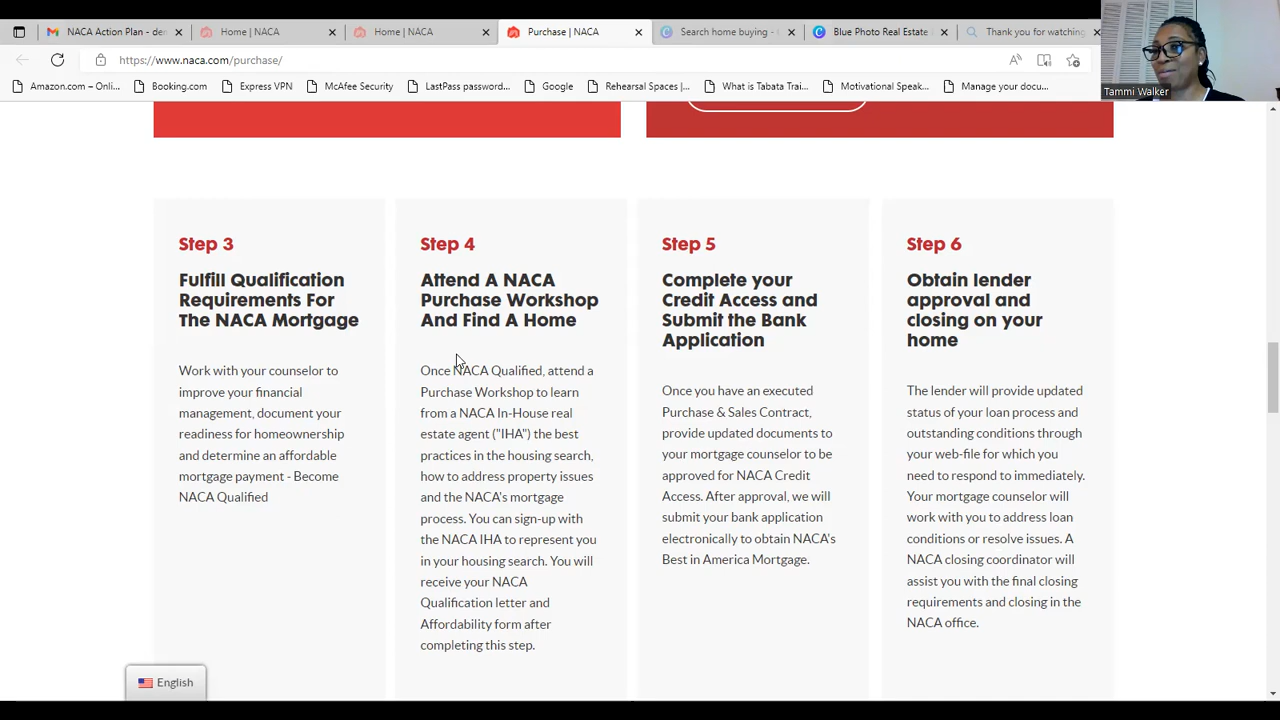 NACA Action Plan - de
Home | NACA
Home |
Purchase | NACA
Search home buying -
Blue Photo Real Estate
Thank you for watching
https://www.naca.com/purchase/
Amazon.com – Onli...
Booking.com
Express VPN
McAfee Security
password...
Google
Rehearsal Spaces |...
What is Tabata Trai...
Motivational Speak...
Manage your docu...
Tammi Walker
Step 3
Fulfill Qualification
Requirements For
The NACA Mortgage
Work with your counselor to
improve your financial
management, document your
readiness for homeownership
and determine an affordable
mortgage payment - Become
NACA Qualified
Step 4
Attend A NACA
Purchase Workshop
And Find A Home
Once NACA Qualified, attend a
Purchase Workshop to learn
from a NACA In-House real
estate agent ("IHA") the best
practices in the housing search,
how to address property issues
and the NACA's mortgage
process. You can sign-up with
the NACA IHA to represent you
in your housing search. You will
receive your NACA
Qualification letter and
Affordability form after
completing this step.
Step 5
Complete your
Credit Access and
Submit the Bank
Application
Once you have an executed
Purchase & Sales Contract,
provide updated documents to
your mortgage counselor to be
approved for NACA Credit
Access. After approval, we will
submit your bank application
electronically to obtain NACA's
Best in America Mortgage.
Step 6
Obtain lender
approval and
closing on your
home
The lender will provide updated
status of your loan process and
outstanding conditions through
your web-file for which you
need to respond to immediately.
Your mortgage counselor will
work with you to address loan
conditions or resolve issues. A
NACA closing coordinator will
assist you with the final closing
requirements and closing in the
NACA office.
English